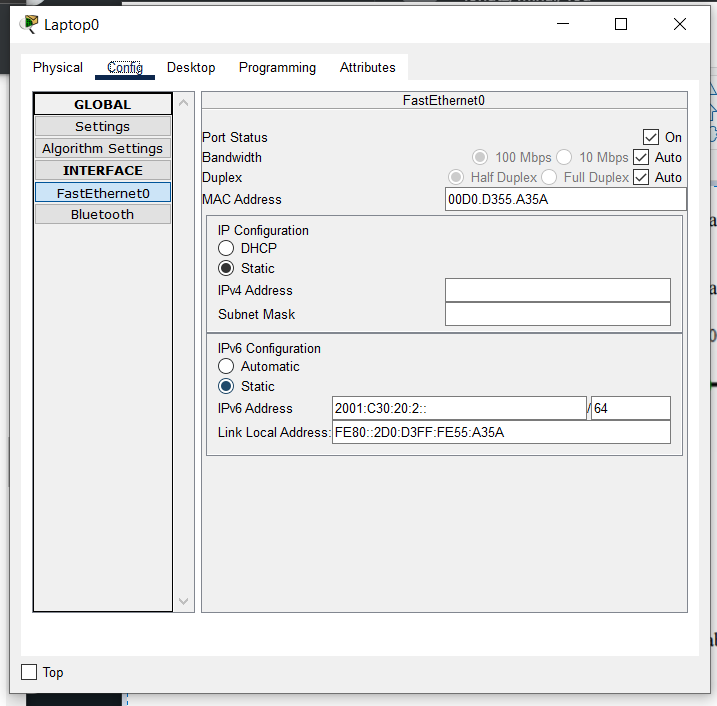 Laptop0
Physical Config Desktop Programming Attributes
GLOBAL
Settings
Algorithm Settings
INTERFACE
FastEthernet0
Bluetooth
FastEthernet0
Port Status On
Bandwidth 100 Mbps 10 Mbps Auto
Duplex Half Duplex Full Duplex Auto
MAC Address 00D0.D355.A35A
IP Configuration
DHCP
Static
IPv4 Address
Subnet Mask
IPv6 Configuration
Automatic
Static
IPv6 Address 2001:C30:20:2:: / 64
Link Local Address: FE80::2D0:D3FF:FE55:A35A
Top